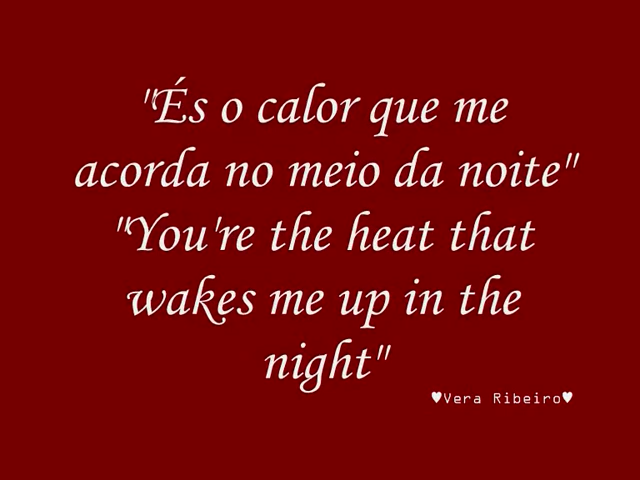 "És o calor que me
acorda no meio da noite"
"You're the heat that
wakes me up in the
night"
♥Vera Ribeiro♥